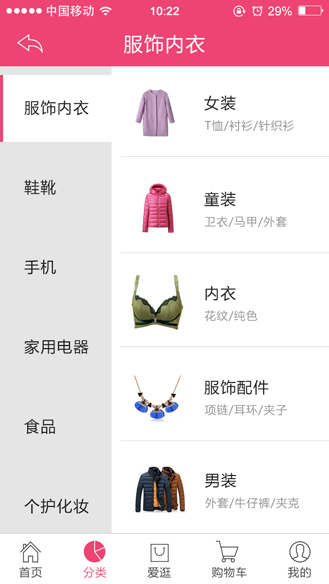 中国移动 10:22 29%
服饰内衣
服饰内衣
鞋靴
手机
家用电器
食品
个护化妆
女装
T恤/衬衫/针织衫
童装
卫衣/马甲/外套
内衣
花纹/纯色
服饰配件
项链/耳环/夹子
男装
外套/牛仔裤/夹克
首页 分类 爱逛 购物车 我的